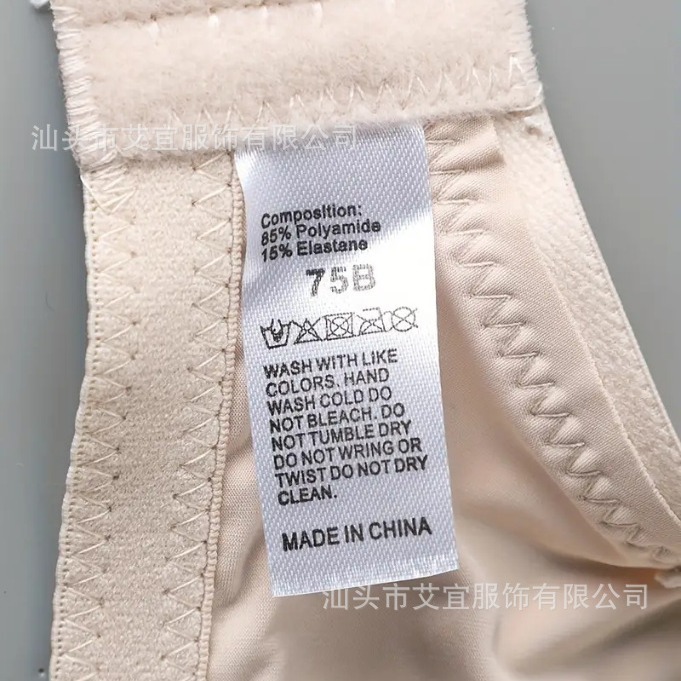 汕头市艾宜服饰有限公司
Composition:
85% Polyamide
15% Elastane
75B
WASH WITH LIKE
COLORS. HAND
WASH COLD DO
NOT BLEACH. DO
NOT TUMBLE DRY
DO NOT WRING OR
TWIST DO NOT DRY
CLEAN.
MADE IN CHINA
汕头市艾宜服饰有限公司